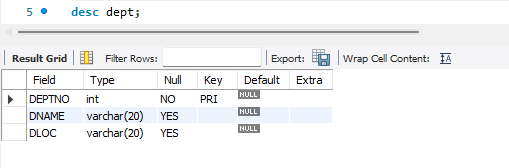 5 desc dept;
Result Grid Filter Rows: Export: Wrap Cell Content: IA
Field Type Null Key Default Extra
DEPTNO int NO PRI NULL
DNAME varchar(20) YES NULL
DLOC varchar(20) YES NULL